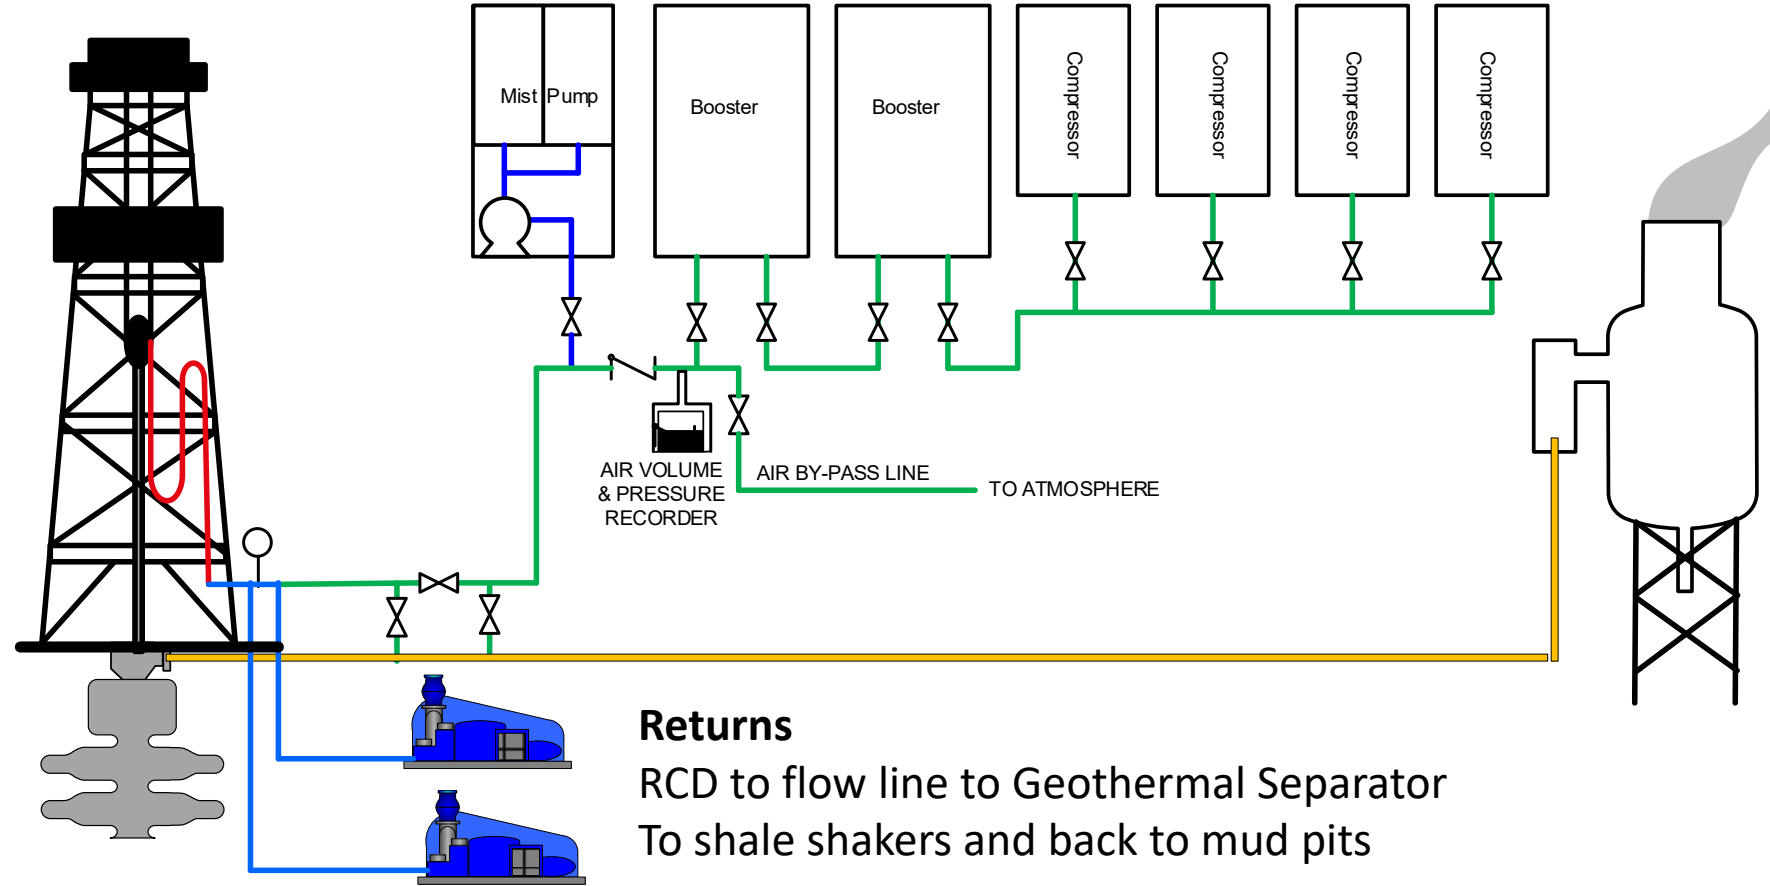 Mist Pump
Booster
Booster
Compressor
Compressor
Compressor
Compressor
AIR VOLUME
& PRESSURE
RECORDER
AIR BY-PASS LINE
TO ATMOSPHERE
Returns
RCD to flow line to Geothermal Separator
To shale shakers and back to mud pits